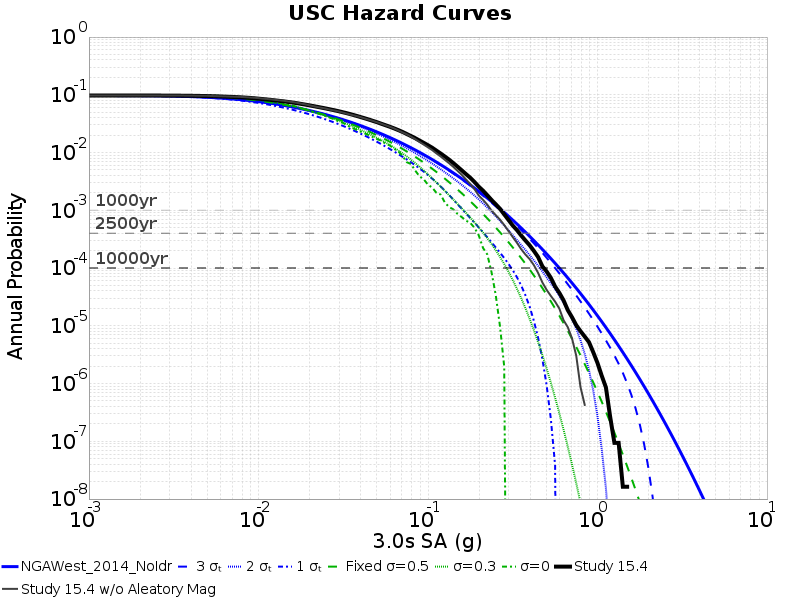 USC Hazard Curves
10^0
10^-1
10^-2
10^-3
10^-4
10^-5
10^-6
10^-7
10^-8
Annual Probability
1000yr
2500yr
10000yr
10^-3 10^-2 10^-1 10^0 10^1
3.0s SA (g)
NGAWest_2014_NoIdr 3 σₜ 2 σₜ 1 σₜ Fixed σ=0.5 σ=0.3 σ=0 Study 15.4
Study 15.4 w/o Aleatory Mag